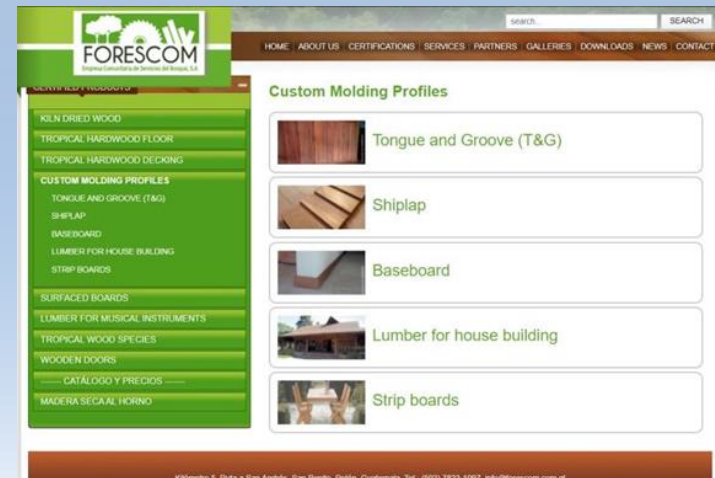 search...
SEARCH
FORESCOM
Empresa Comunitaria de Servicios del Bosque, S.A.
HOME ABOUT US CERTIFICATIONS SERVICES PARTNERS GALLERIES DOWNLOADS NEWS CONTACT
CERTIFIED PRODUCTS
KILN DRIED WOOD
TROPICAL HARDWOOD FLOOR
TROPICAL HARDWOOD DECKING
CUSTOM MOLDING PROFILES
TONGUE AND GROOVE (T&G)
SHIPLAP
BASEBOARD
LUMBER FOR HOUSE BUILDING
STRIP BOARDS
SURFACED BOARDS
LUMBER FOR MUSICAL INSTRUMENTS
TROPICAL WOOD SPECIES
WOODEN DOORS
------- CATÁLOGO Y PRECIOS -------
MADERA SECA AL HORNO
Custom Molding Profiles
Tongue and Groove (T&G)
Shiplap
Baseboard
Lumber for house building
Strip boards